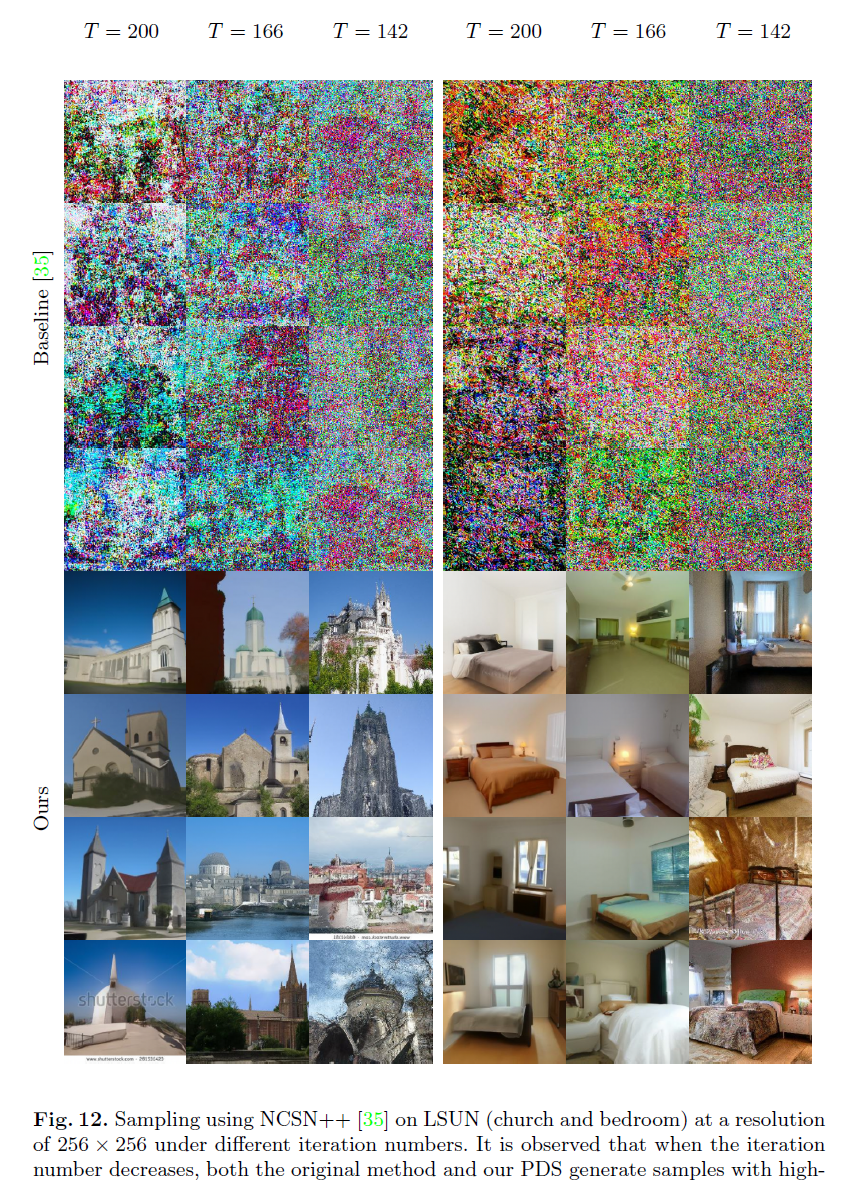 T = 200 T = 166 T = 142 T = 200 T = 166 T = 142
Baseline [35]
Ours
shutterstock
Fig. 12. Sampling using NCSN++ [35] on LSUN (church and bedroom) at a resolution
of 256 × 256 under different iteration numbers. It is observed that when the iteration
number decreases, both the original method and our PDS generate samples with high-